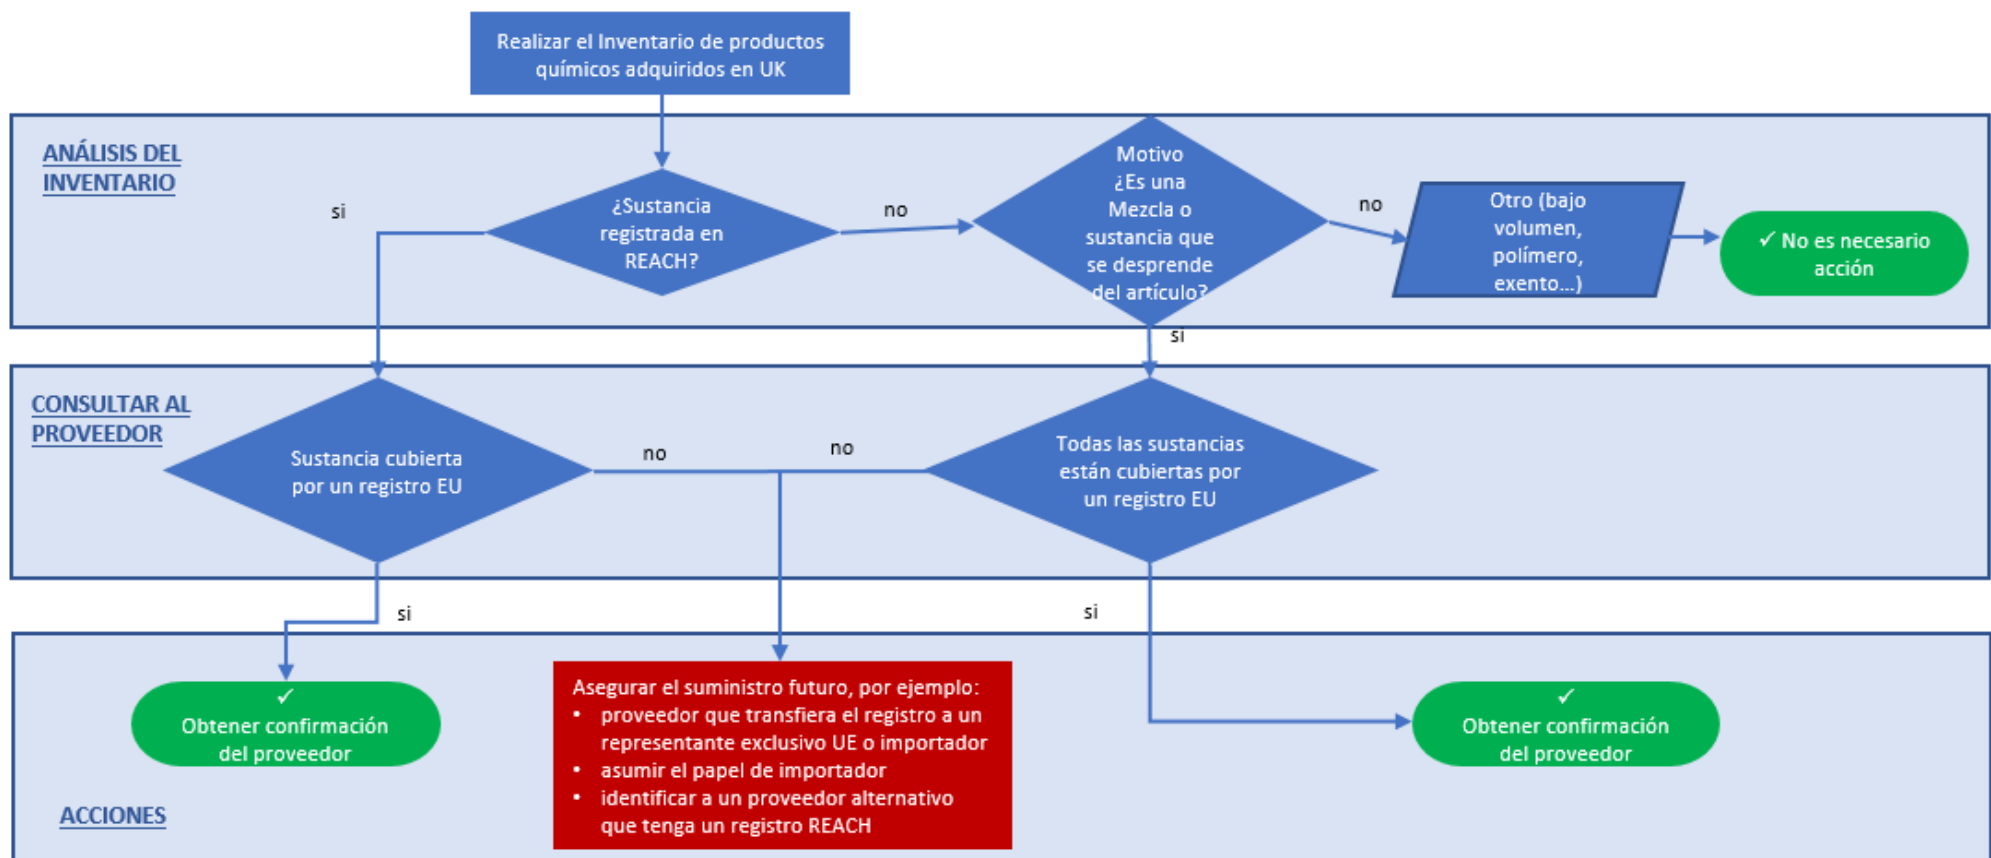 Realizar el Inventario de productos
químicos adquiridos en UK
ANÁLISIS DEL
INVENTARIO
si
¿Sustancia
registrada en
REACH?
no
Motivo
¿Es una
Mezcla o
sustancia que
se desprende
del artículo?
no
Otro (bajo
volumen,
polímero,
exento...)
✓ No es necesario
acción
si
CONSULTAR AL
PROVEEDOR
Sustancia cubierta
por un registro EU
no
no
Todas las sustancias
están cubiertas por
un registro EU
si
si
✓
Obtener confirmación
del proveedor
Asegurar el suministro futuro, por ejemplo:
• proveedor que transfiera el registro a un
representante exclusivo UE o importador
• asumir el papel de importador
• identificar a un proveedor alternativo
que tenga un registro REACH
✓
Obtener confirmación
del proveedor
ACCIONES